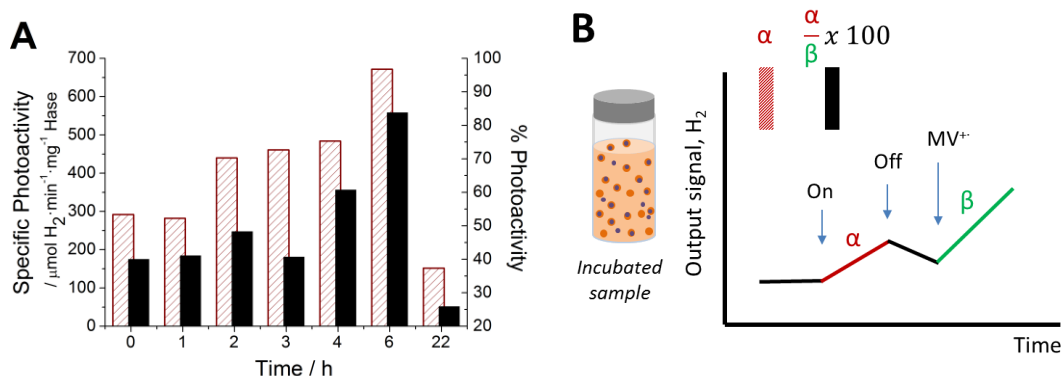 A
Specific Photoactivity
/ μmol H₂·min⁻¹·mg⁻¹ Hase
700
600
500
400
300
200
100
0
0 1 2 3 4 6 22
Time / h
100
90
80
70
60
50
40
30
20
% Photoactivity
B
α α/β x 100
Incubated
sample
Output signal, H₂
On
α
Off
MV⁺·
β
Time